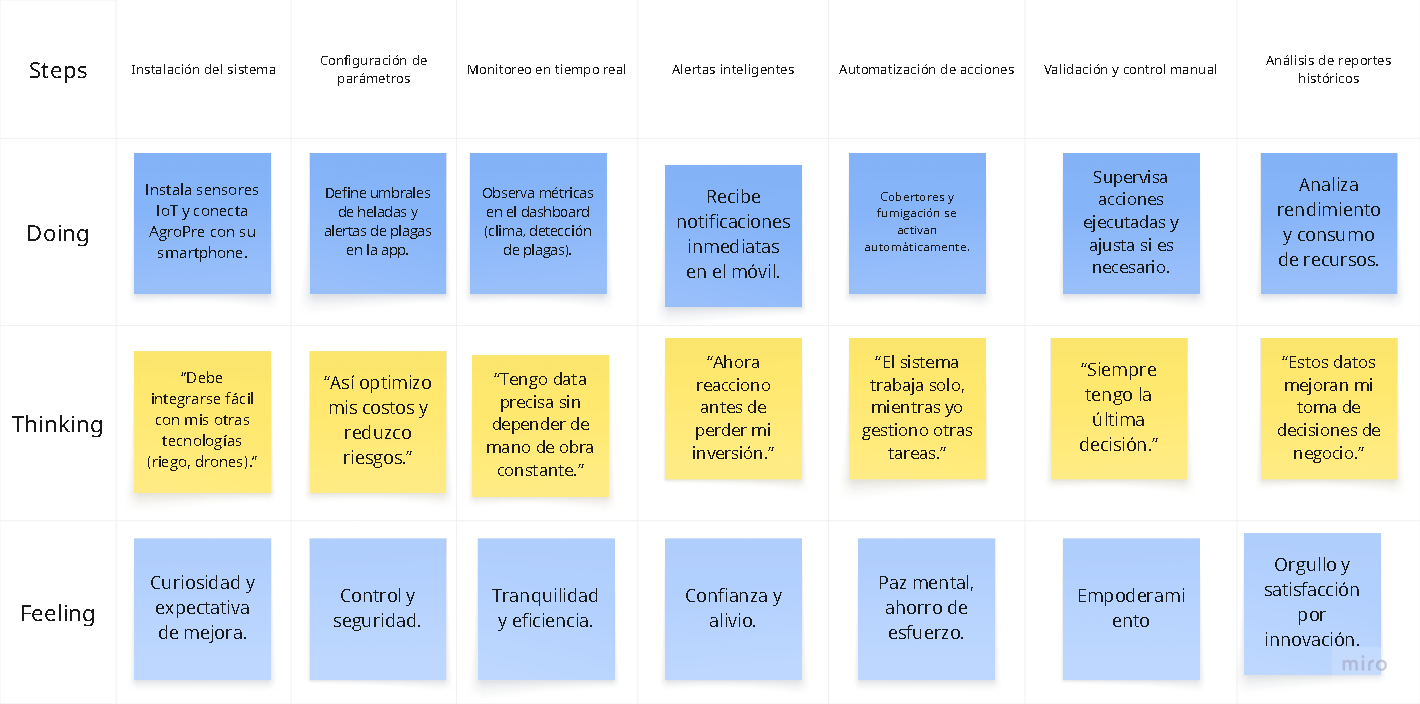 Steps
Instalación del sistema
Configuración de
parámetros
Monitoreo en tiempo real
Alertas inteligentes
Automatización de acciones
Validación y control manual
Análisis de reportes
históricos
Doing
Instala sensores
IoT y conecta
AgroPre con su
smartphone.
Define umbrales
de heladas y
alertas de plagas
en la app.
Observa métricas
en el dashboard
(clima, detección
de plagas).
Recibe
notificaciones
inmediatas
en el móvil.
Cobertores y
fumigación se
activan
automáticamente.
Supervisa
acciones
ejecutadas y
ajusta si es
necesario.
Analiza
rendimiento
y consumo
de recursos.
Thinking
“Debe
integrarse fácil
con mis otras
tecnologías
(riego, drones).”
“Así optimizo
mis costos y
reduzco
riesgos.”
“Tengo data
precisa sin
depender de
mano de obra
constante.”
“Ahora
reacciono
antes de
perder mi
inversión.”
“El sistema
trabaja solo,
mientras yo
gestiono otras
tareas.”
“Siempre
tengo la
última
decisión.”
“Estos datos
mejoran mi
toma de
decisiones de
negocio.”
Feeling
Curiosidad y
expectativa
de mejora.
Control y
seguridad.
Tranquilidad
y eficiencia.
Confianza y
alivio.
Paz mental,
ahorro de
esfuerzo.
Empoderami
ento
Orgullo y
satisfacción
por
innovación.
miro